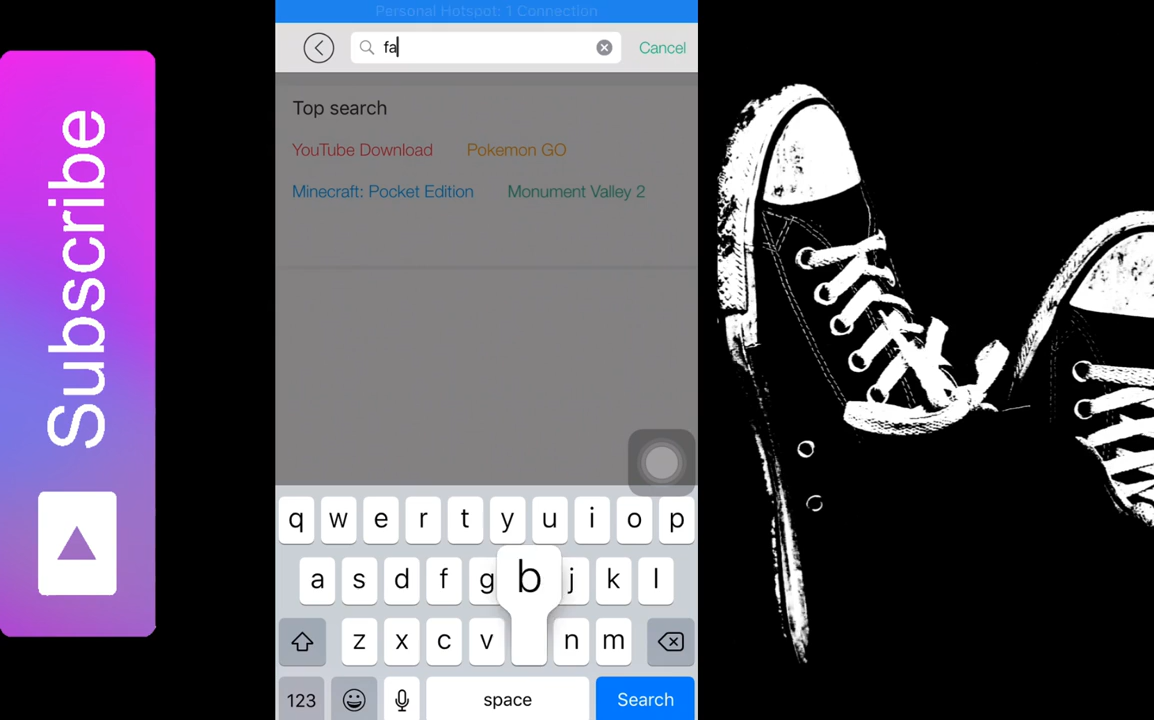 Subscribe
Personal Hotspot: 1 Connection
fa
Cancel
Top search
YouTube Download Pokemon GO
Minecraft: Pocket Edition Monument Valley 2
q w e r t y u i o p
a s d f g b j k l
z x c v n m
123 space Search